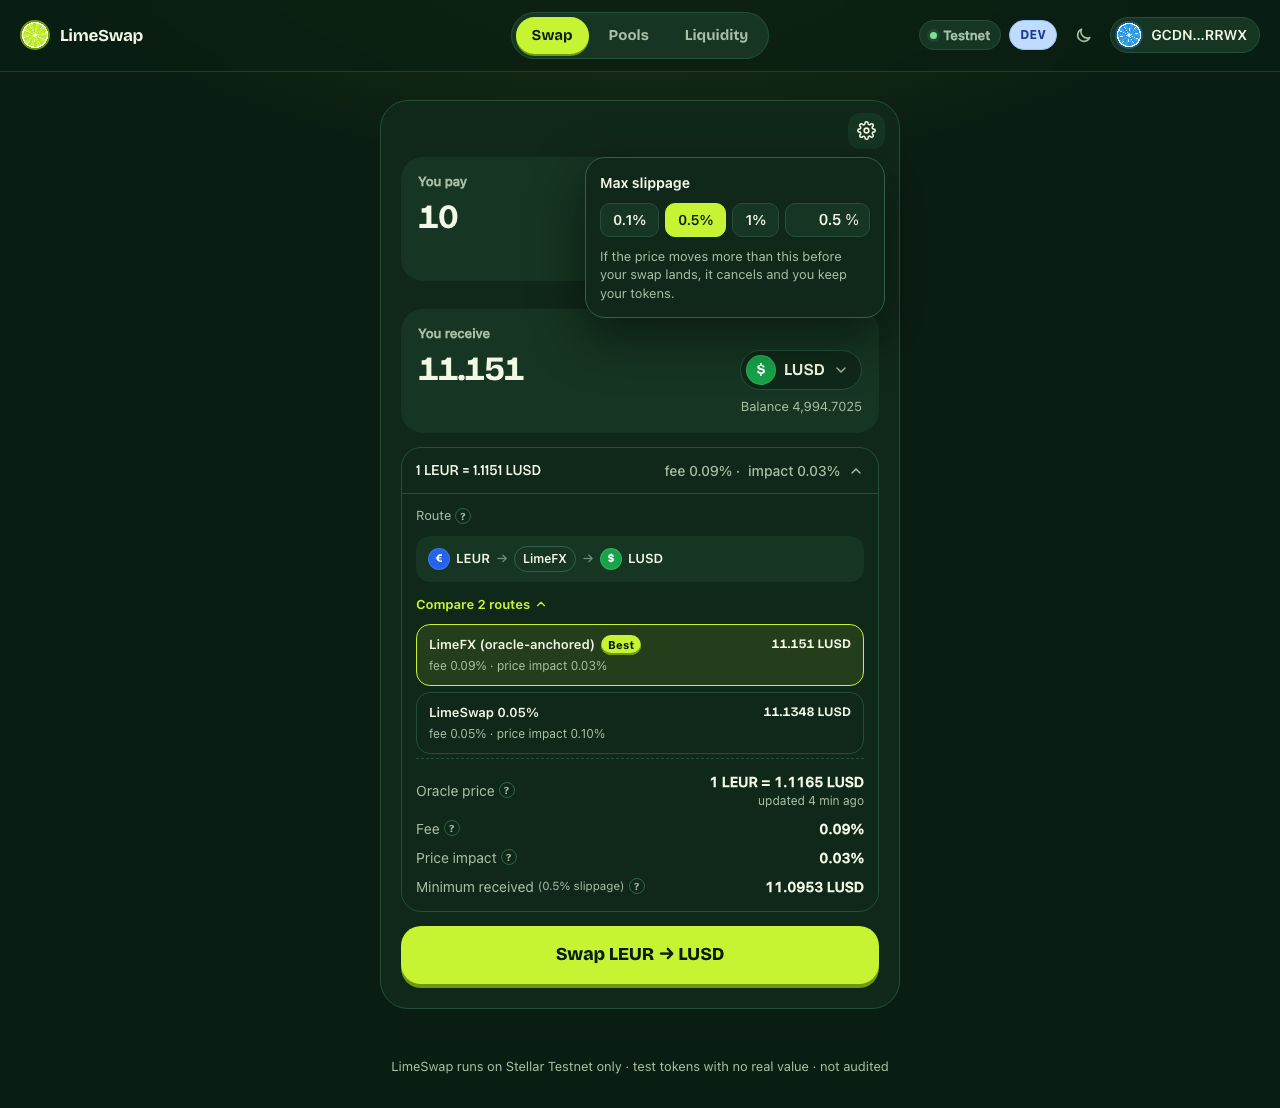 LimeSwap
Swap
Pools
Liquidity
Testnet
DEV
GCDN...RRWX
You pay
10
Max slippage
0.1%
0.5%
1%
0.5 %
If the price moves more than this before
your swap lands, it cancels and you keep
your tokens.
You receive
11.151
$ LUSD
Balance 4,994.7025
1 LEUR = 1.1151 LUSD
fee 0.09% · impact 0.03%
Route ?
€ LEUR → LimeFX → $ LUSD
Compare 2 routes
LimeFX (oracle-anchored) Best 11.151 LUSD
fee 0.09% · price impact 0.03%
LimeSwap 0.05% 11.1348 LUSD
fee 0.05% · price impact 0.10%
Oracle price ? 1 LEUR = 1.1165 LUSD
updated 4 min ago
Fee ? 0.09%
Price impact ? 0.03%
Minimum received (0.5% slippage) ? 11.0953 LUSD
Swap LEUR → LUSD
LimeSwap runs on Stellar Testnet only · test tokens with no real value · not audited